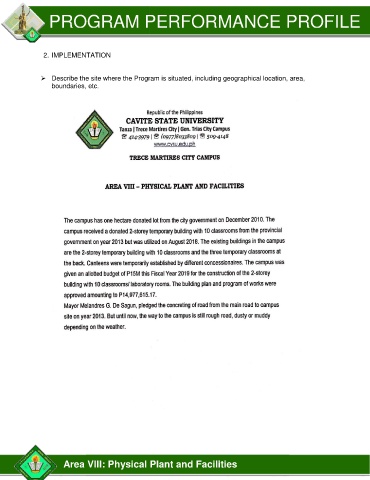 PROGRAM PERFORMANCE PROFILE
2. IMPLEMENTATION
➢ Describe the site where the Program is situated, including geographical location, area,
boundaries, etc.
Republic of the Philippines
CAVITE STATE UNIVERSITY
Tanza | Trece Martires City | Gen. Trias City Campus
☎ 414-3979 | ☎ (0977)8033809 | ☎ 509-4148
www.cvsu.edu.ph
TRECE MARTIRES CITY CAMPUS
AREA VIII – PHYSICAL PLANT AND FACILITIES
The campus has one hectare donated lot from the city government on December 2010. The
campus received a donated 2-storey temporary building with 10 classrooms from the provincial
government on year 2013 but was utilized on August 2016. The existing buildings in the campus
are the 2-storey temporary building with 10 classrooms and the three temporary classrooms at
the back. Canteens were temporarily established by different concessionaires. The campus was
given an allotted budget of P15M this Fiscal Year 2019 for the construction of the 2-storey
building with 10 classrooms/ laboratory rooms. The building plan and program of works were
approved amounting to P14,977,615.17.
Mayor Melandres G. De Sagun, pledged the concreting of road from the main road to campus
site on year 2013. But until now, the way to the campus is still rough road, dusty or muddy
depending on the weather.
Area VIII: Physical Plant and Facilities